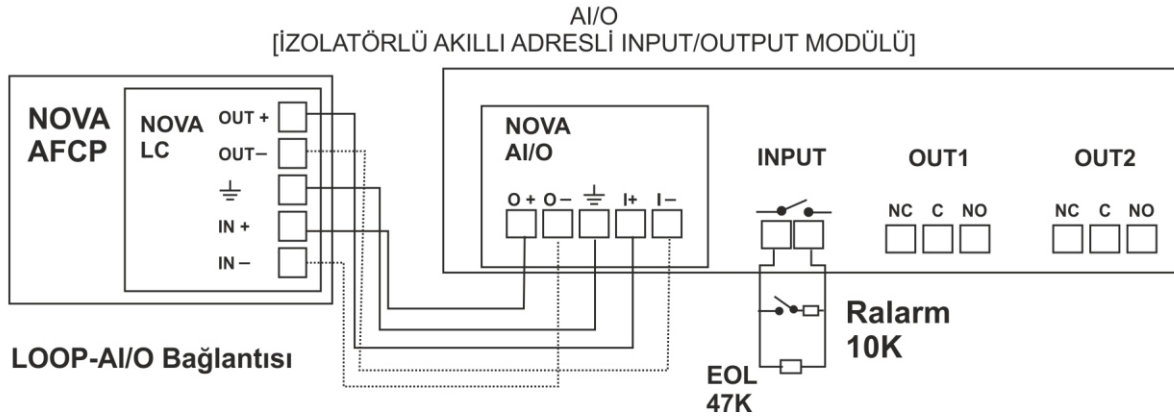 AI/O
[İZOLATÖRLÜ AKILLI ADRESLİ INPUT/OUTPUT MODÜLÜ]
NOVA
AFCP
NOVA
LC
OUT +
OUT–
IN +
IN –
NOVA
AI/O
O + O – I+ I –
INPUT
OUT1
NC C NO
OUT2
NC C NO
Ralarm
10K
EOL
47K
LOOP-AI/O Bağlantısı